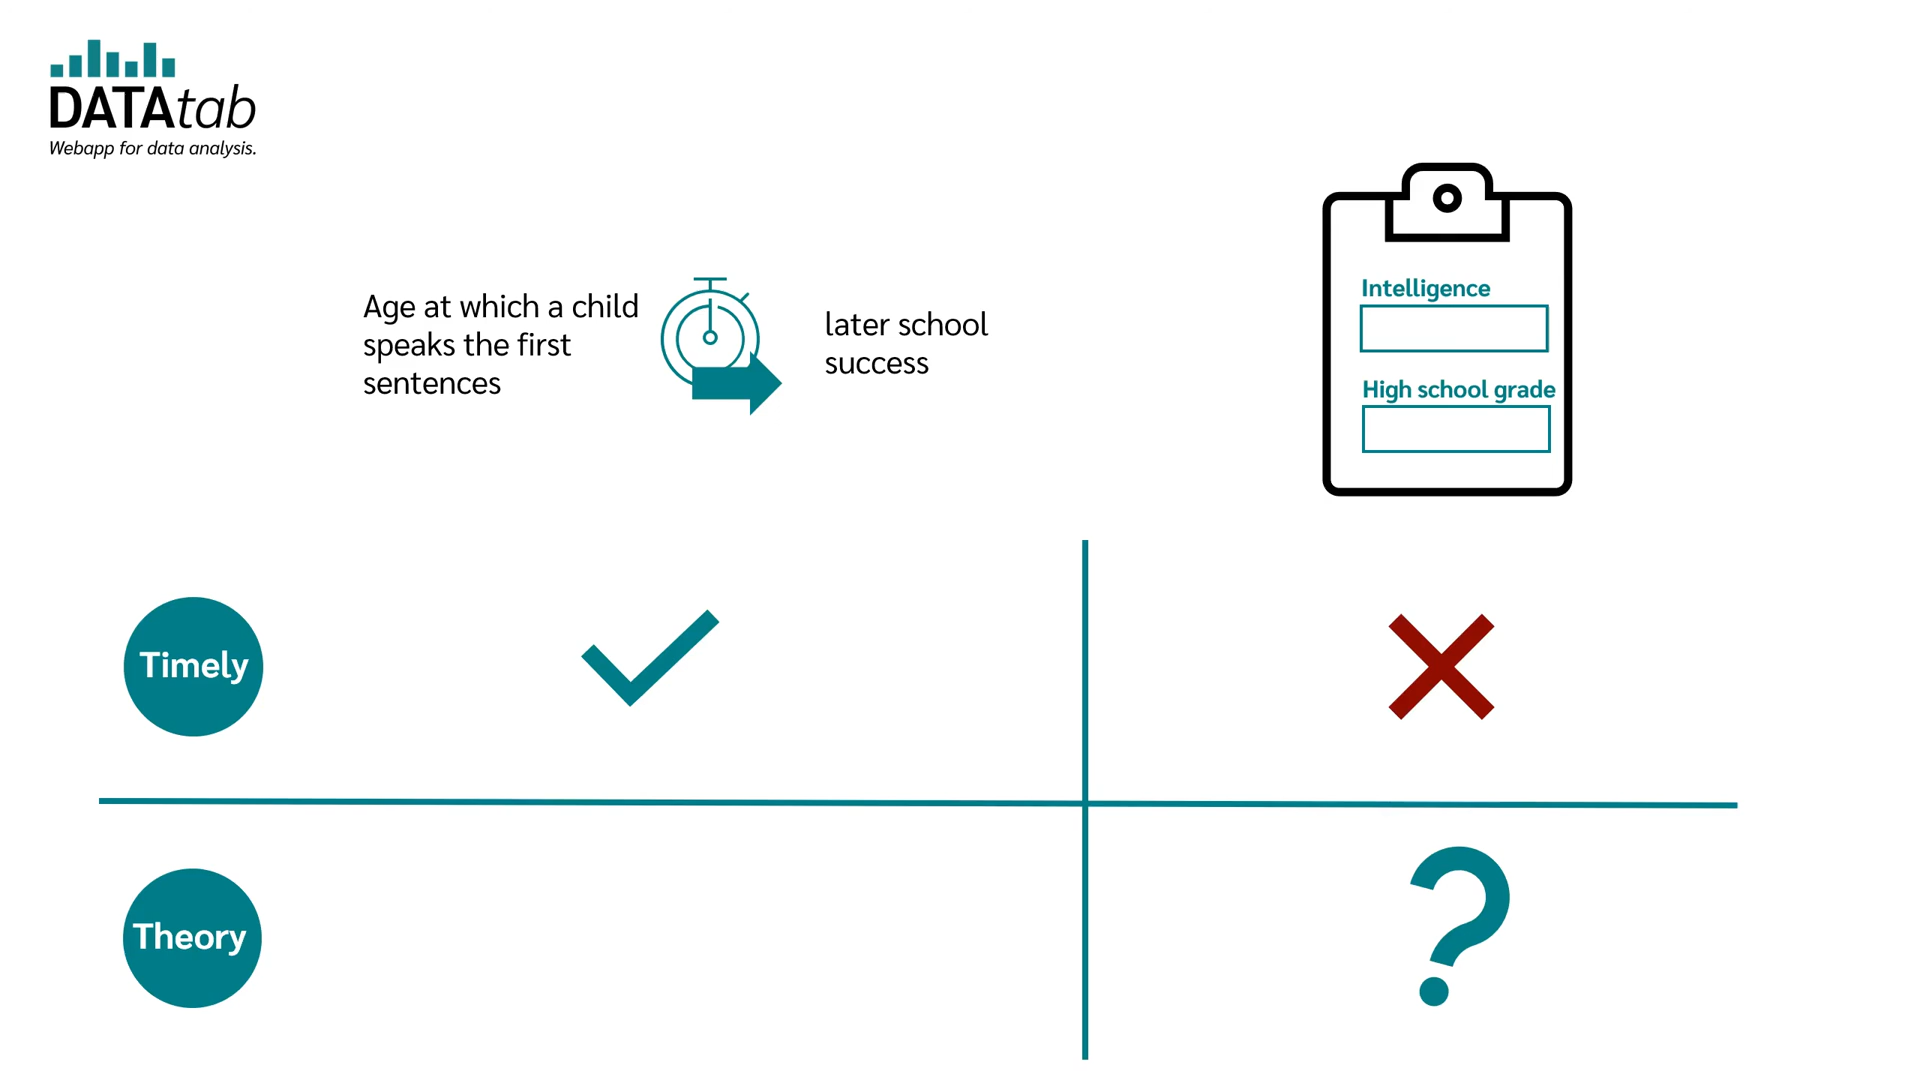 DATAtab
Webapp for data analysis.
Age at which a child
speaks the first
sentences
later school
success
Intelligence
High school grade
Timely
Theory
?